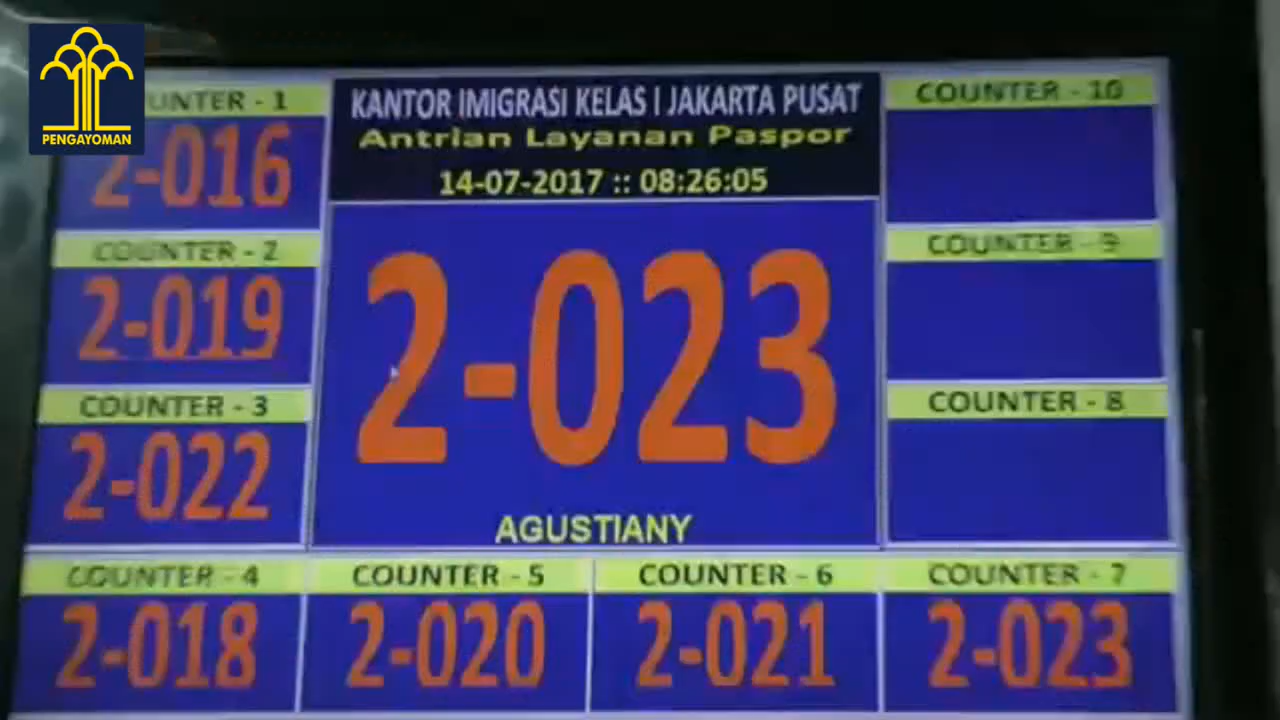 PENGAYOMAN
UNTER - 1
2-016
COUNTER - 2
2-019
COUNTER - 3
2-022
KANTOR IMIGRASI KELAS I JAKARTA PUSAT
Antrian Layanan Paspor
14-07-2017 :: 08:26:05
2-023
AGUSTIANY
COUNTER - 10
COUNTER - 9
COUNTER - 8
COUNTER - 4
2-018
COUNTER - 5
2-020
COUNTER - 6
2-021
COUNTER - 7
2-023